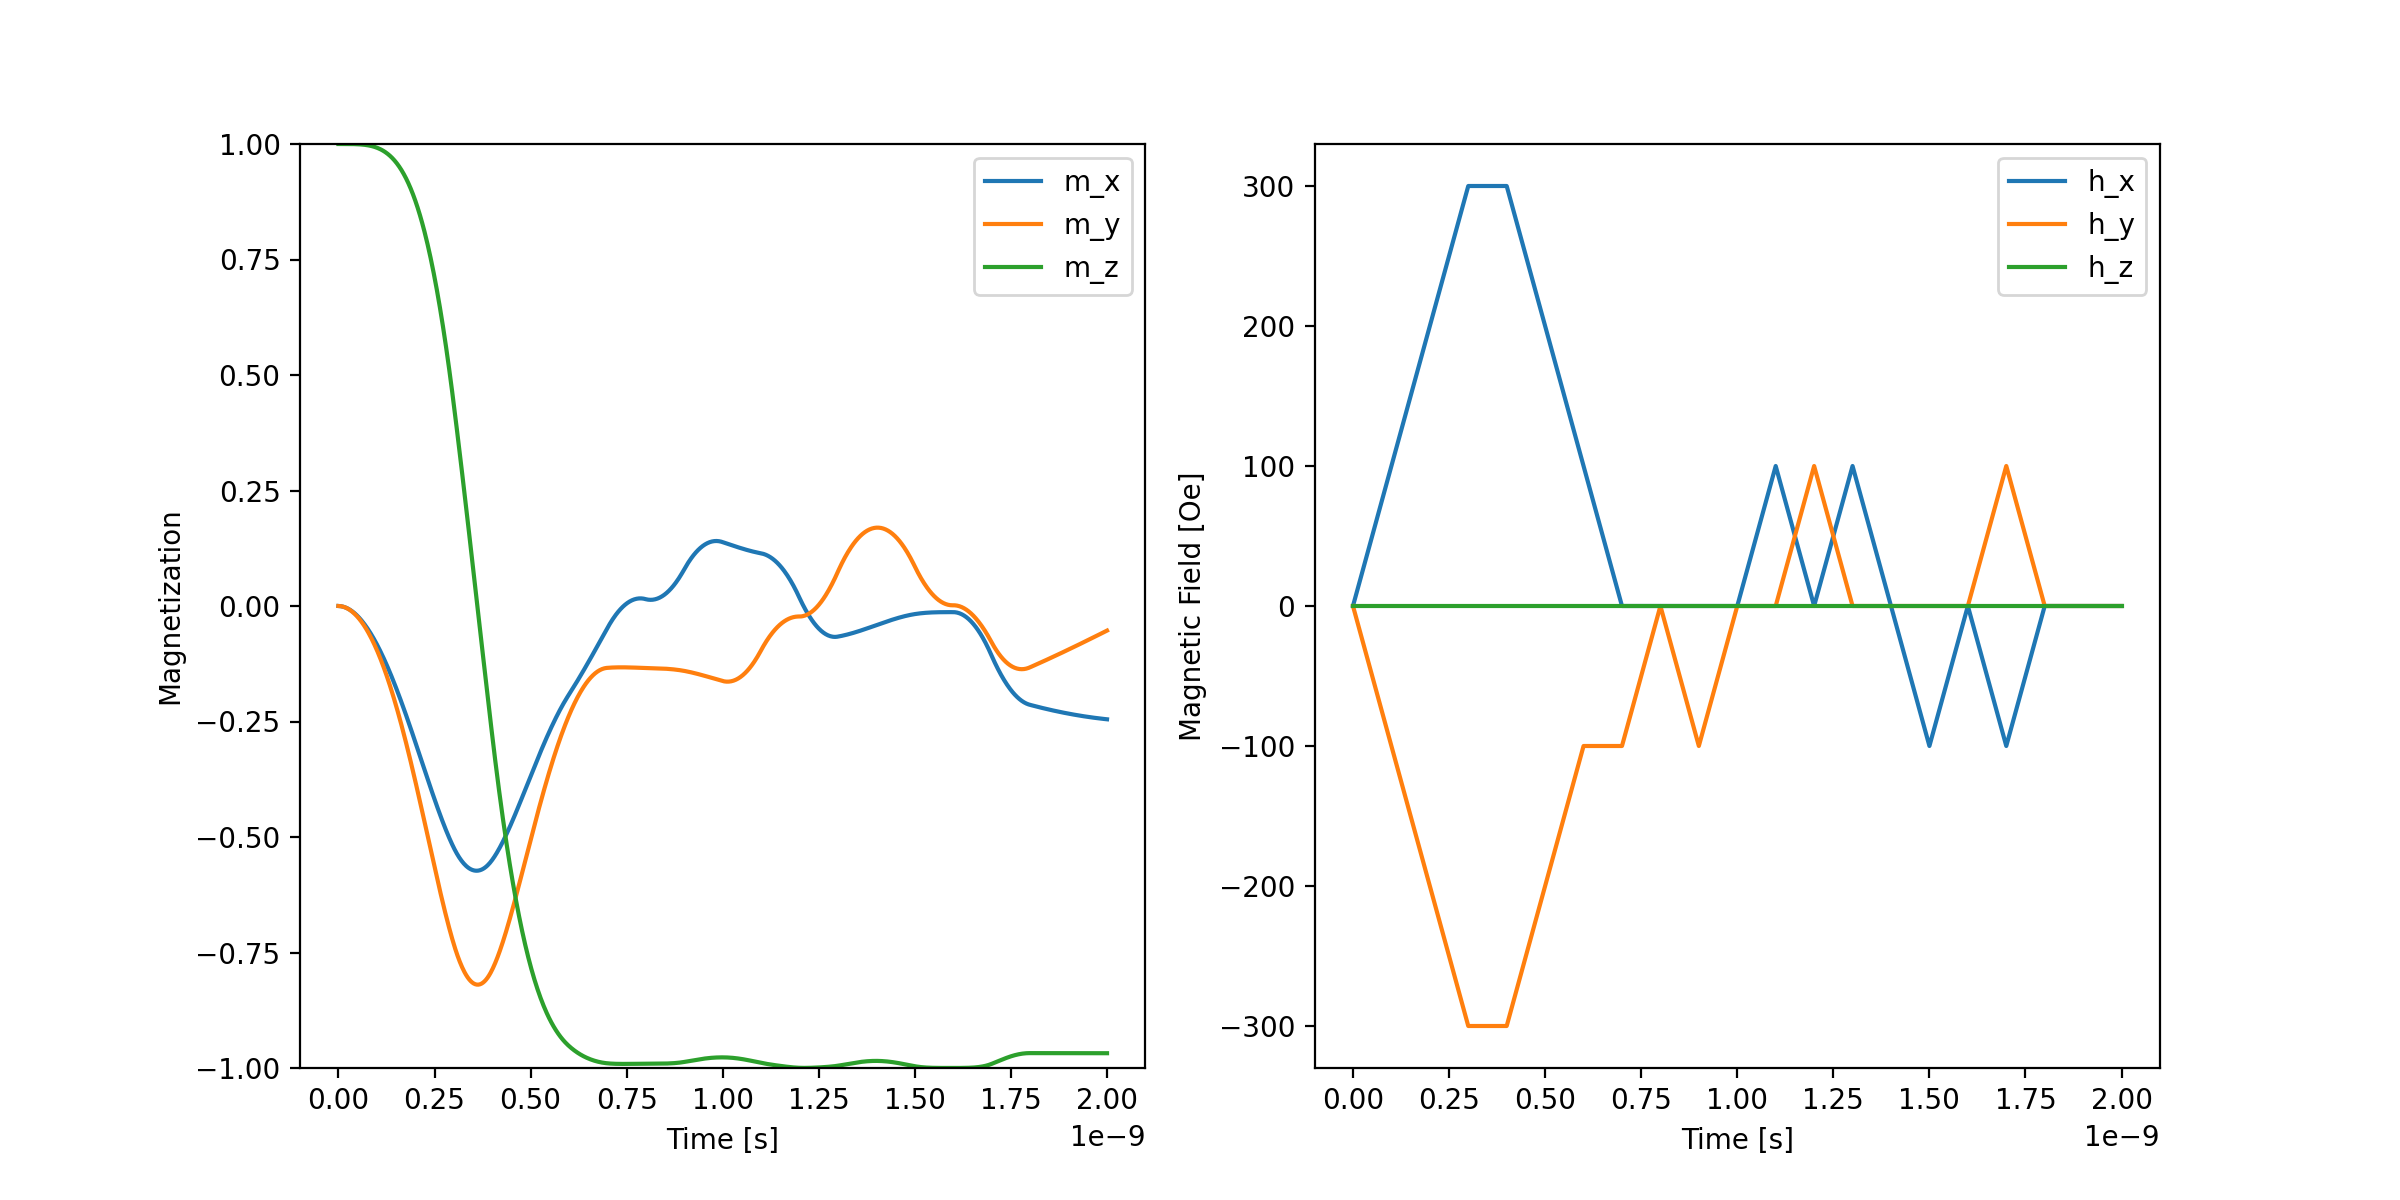 1.00
0.75
0.50
0.25
0.00
−0.25
−0.50
−0.75
−1.00
Magnetization
m_x
m_y
m_z
0.00 0.25 0.50 0.75 1.00 1.25 1.50 1.75 2.00
Time [s]
1e−9
300
200
100
0
−100
−200
−300
Magnetic Field [Oe]
h_x
h_y
h_z
0.00 0.25 0.50 0.75 1.00 1.25 1.50 1.75 2.00
Time [s]
1e−9